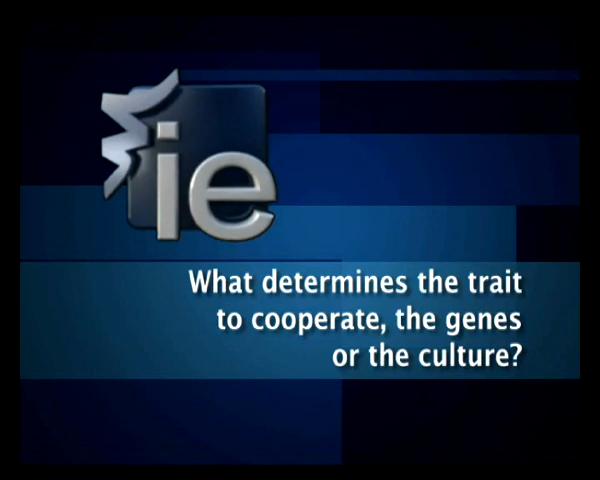 ie
What determines the trait
to cooperate, the genes
or the culture?